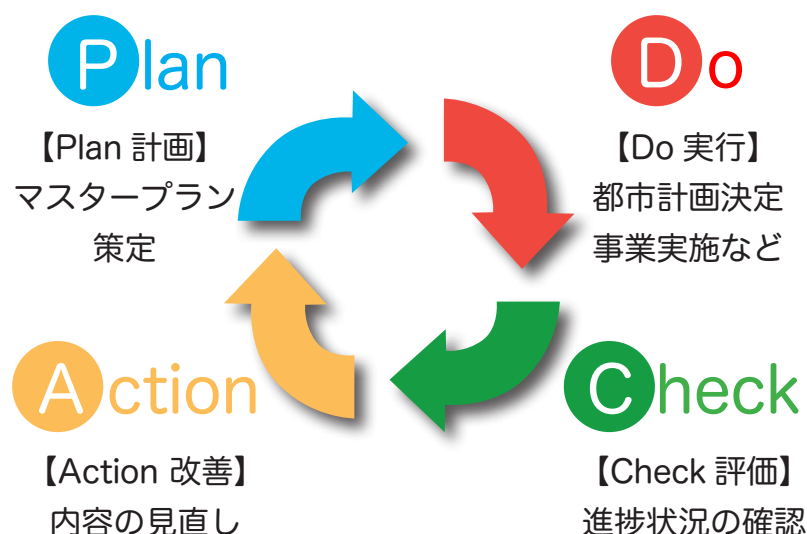 Plan
【Plan 計画】
マスタープラン
策定
Do
【Do 実行】
都市計画決定
事業実施など
Check
【Check 評価】
進捗状況の確認
Action
【Action 改善】
内容の見直し